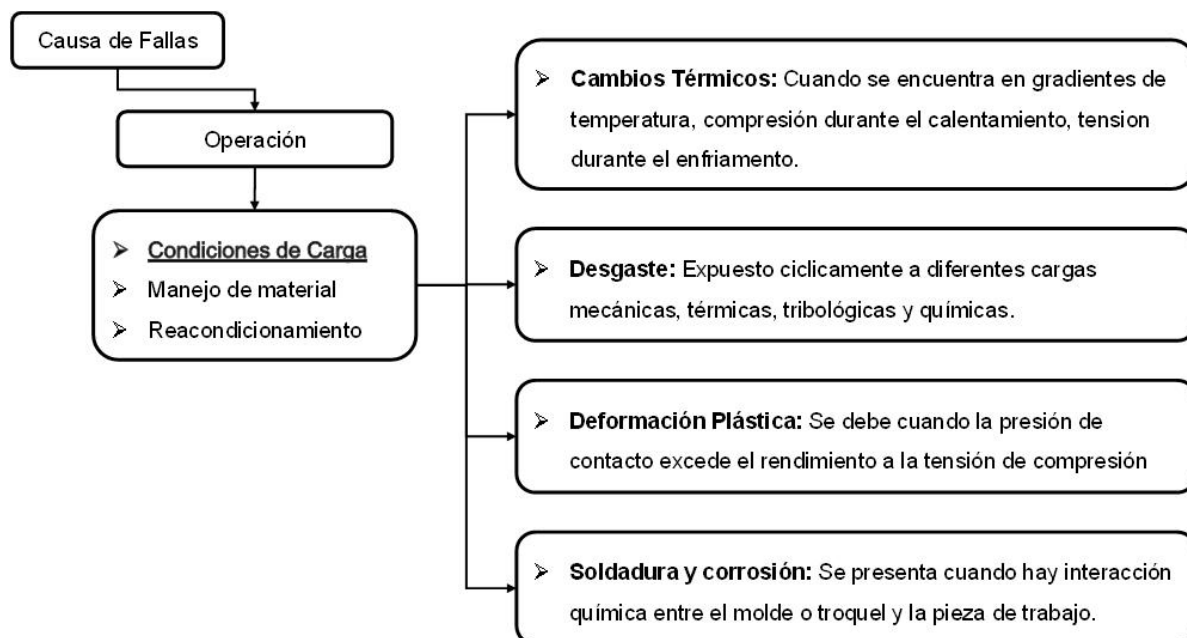 Causa de Fallas
Operación
➢ Condiciones de Carga
➢ Manejo de material
➢ Reacondicionamiento
➢ Cambios Térmicos: Cuando se encuentra en gradientes de
temperatura, compresión durante el calentamiento, tension
durante el enfriamento.
➢ Desgaste: Expuesto ciclicamente a diferentes cargas
mecánicas, térmicas, tribológicas y químicas.
➢ Deformación Plástica: Se debe cuando la presión de
contacto excede el rendimiento a la tensión de compresión
➢ Soldadura y corrosión: Se presenta cuando hay interacción
química entre el molde o troquel y la pieza de trabajo.